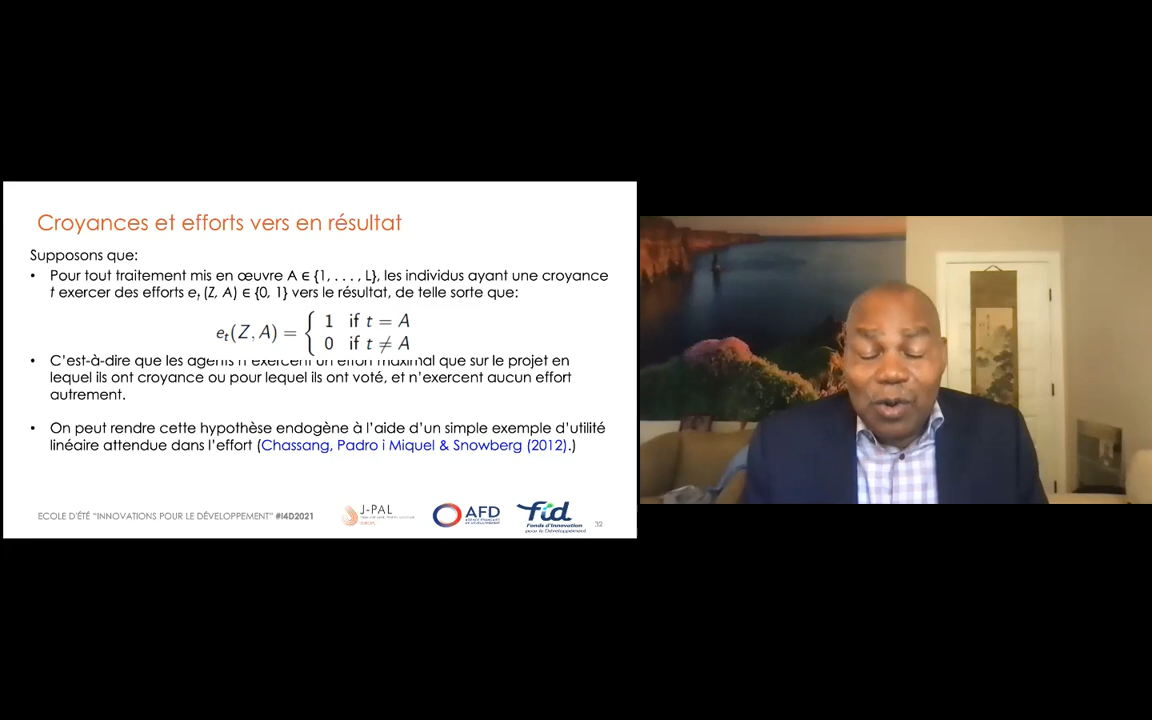 Croyances et efforts vers en résultat
Supposons que:
• Pour tout traitement mis en œuvre A ∈ {1, . . . , L}, les individus ayant une croyance
t exercer des efforts eₜ (Z, A) ∈ {0, 1} vers le résultat, de telle sorte que:
eₜ(Z, A) = { 1 if t = A
0 if t ≠ A
• C'est-à-dire que les agents n'exercent un effort maximal que sur le projet en
lequel ils ont croyance ou pour lequel ils ont voté, et n'exercent aucun effort
autrement.
• On peut rendre cette hypothèse endogène à l'aide d'un simple exemple d'utilité
linéaire attendue dans l'effort (Chassang, Padro i Miquel & Snowberg (2012).)
ECOLE D'ÉTÉ "INNOVATIONS POUR LE DÉVELOPPEMENT" #I4D2021
J-PAL
EUROPE
AFD
AGENCE FRANÇAISE
DE DÉVELOPPEMENT
fid
Fonds d'Innovation
pour le Développement
32